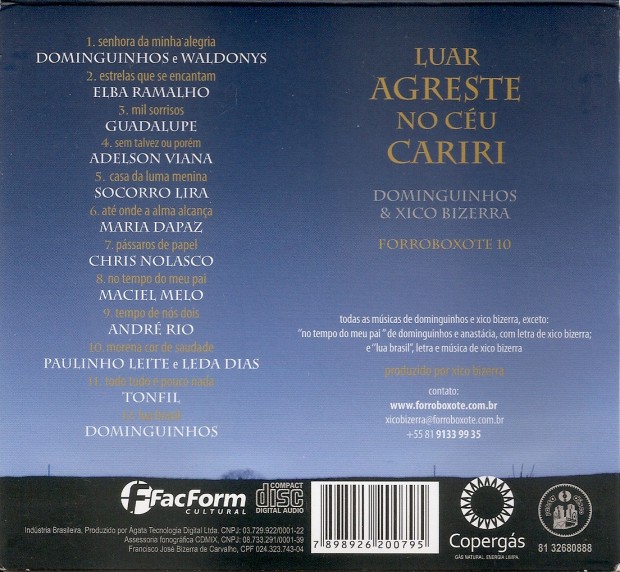 1. senhora da minha alegria
DOMINGUINHOS e WALDONYS
2. estrelas que se encantam
ELBA RAMALHO
3. mil sorrisos
GUADALUPE
4. sem talvez ou porém
ADELSON VIANA
5. casa da luma menina
SOCORRO LIRA
6. até onde a alma alcança
MARIA DAPAZ
7. pássaros de papel
CHRIS NOLASCO
8. no tempo do meu pai
MACIEL MELO
9. tempo de nós dois
ANDRÉ RIO
10. morena cor de saudade
PAULINHO LEITE e LEDA DIAS
11. tudo tudo e pouco nada
TONFIL
DOMINGUINHOS
LUAR
AGRESTE
NO CÉU
CARIRI
DOMINGUINHOS
& XICO BIZERRA
FORROBOXOTE 10
todas as músicas de dominguinhos e xico bizerra, exceto:
"no tempo do meu pai" de dominguinhos e anastácia, com letra de xico bizerra;
e "lua brasil", letra e música de xico bizerra
produzido por xico bizerra
contato:
www.forroboxote.com.br
xicobizerra@forroboxote.com.br
+55 81 9133 99 35
FacForm
CULTURAL
COMPACT
disc
DIGITAL AUDIO
Indústria Brasileira, Produzido por Ágata Tecnologia Digital Ltda. CNPJ: 03.729.922/0001-22
Assessoria fonográfica CDMIX, CNPJ: 08.733.291/0001-39
Francisco José Bizerra de Carvalho, CPF 024.323.743-04
7 898926 200795
Copergás
GÁS NATURAL. ENERGIA LIMPA.
81 32680888